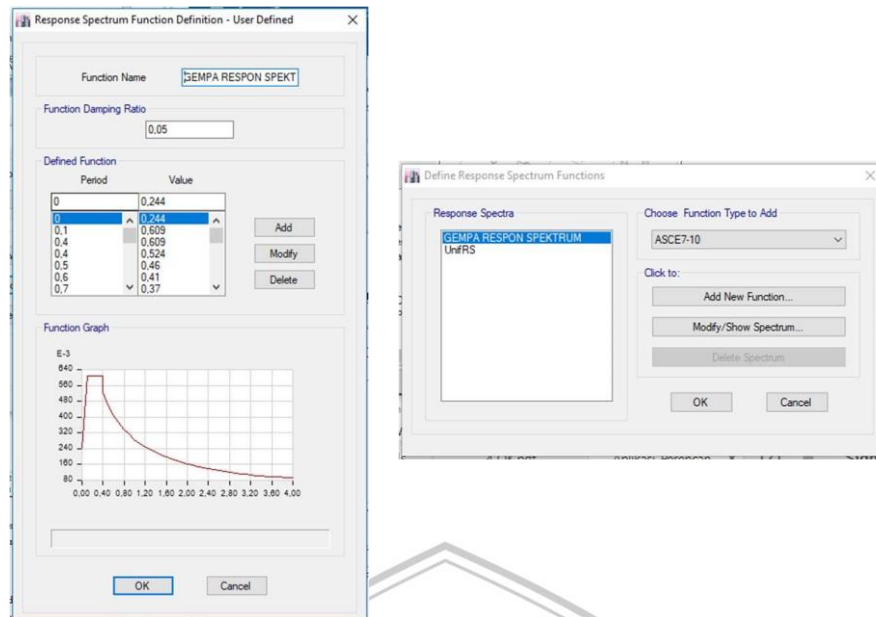 Response Spectrum Function Definition - User Defined
Function Name
GEMPA RESPON SPEKT
Function Damping Ratio
0,05
Defined Function
Period Value
0 0,244
0 0,244
0,1 0,609
0,4 0,609
0,4 0,524
0,5 0,46
0,6 0,41
0,7 0,37
Add
Modify
Delete
Function Graph
E-3
640
560
480
400
320
240
160
80
0,00 0,40 0,80 1,20 1,60 2,00 2,40 2,80 3,20 3,60 4,00
OK Cancel
Define Response Spectrum Functions
Response Spectra
GEMPA RESPON SPEKTRUM
UnifRS
Choose Function Type to Add
ASCE7-10
Click to:
Add New Function...
Modify/Show Spectrum...
Delete Spectrum
OK Cancel